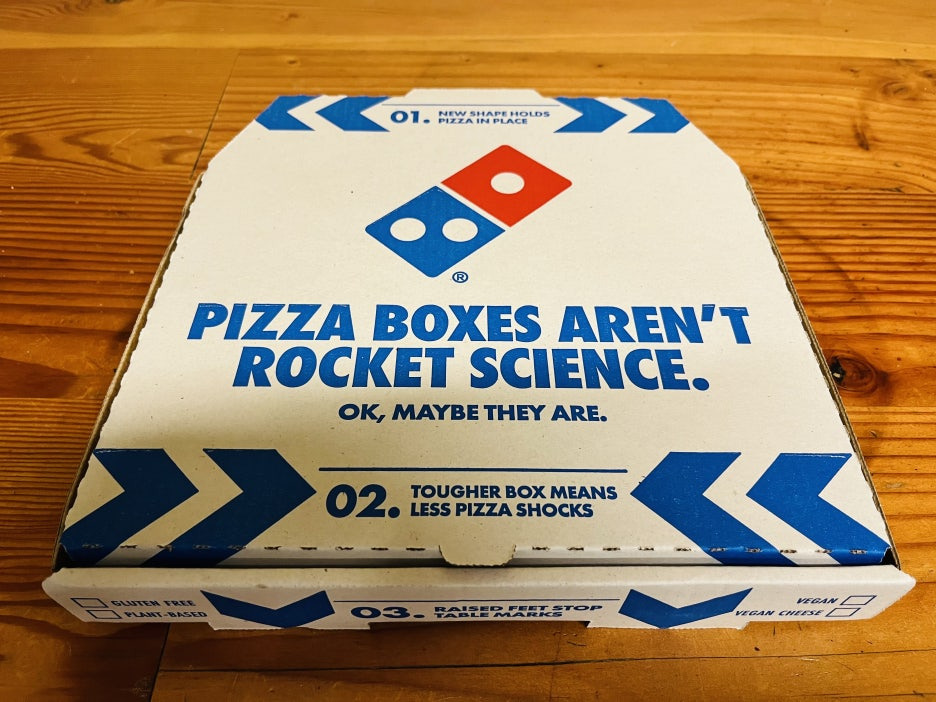 01. NEW SHAPE HOLDS
PIZZA IN PLACE
®
PIZZA BOXES AREN'T
ROCKET SCIENCE.
OK, MAYBE THEY ARE.
02. TOUGHER BOX MEANS
LESS PIZZA SHOCKS
GLUTEN FREE
PLANT-BASED
03. RAISED FEET STOP
TABLE MARKS
VEGAN
VEGAN CHEESE